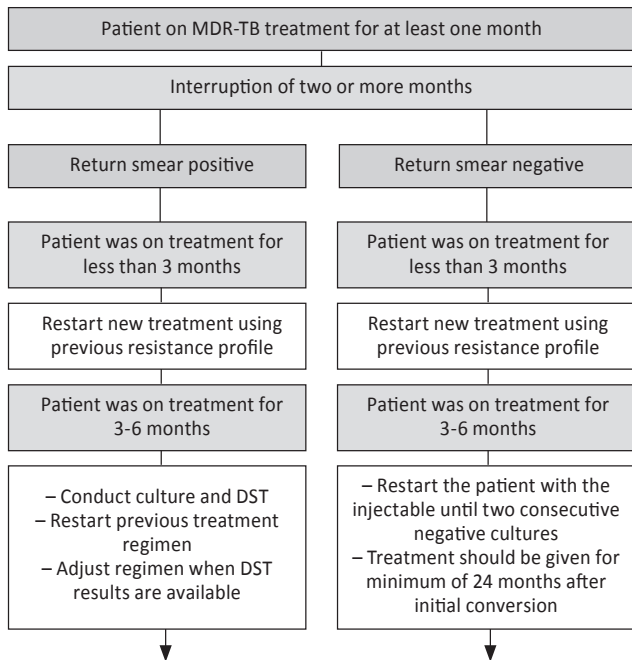 Patient on MDR-TB treatment for at least one month
Interruption of two or more months
Return smear positive
Return smear negative
Patient was on treatment for
less than 3 months
Patient was on treatment for
less than 3 months
Restart new treatment using
previous resistance profile
Restart new treatment using
previous resistance profile
Patient was on treatment for
3-6 months
Patient was on treatment for
3-6 months
– Conduct culture and DST
– Restart previous treatment
regimen
– Adjust regimen when DST
results are available
– Restart the patient with the
injectable until two consecutive
negative cultures
– Treatment should be given for
minimum of 24 months after
initial conversion